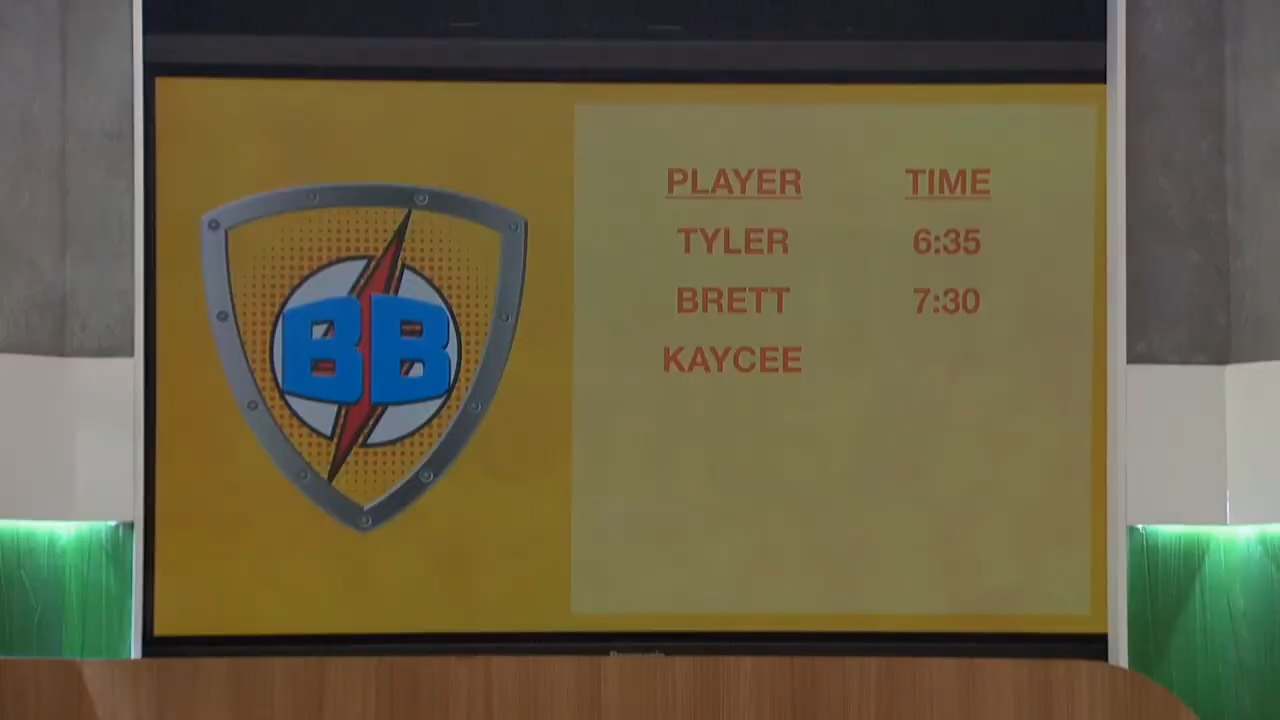 BB
PLAYER TIME
TYLER 6:35
BRETT 7:30
KAYCEE